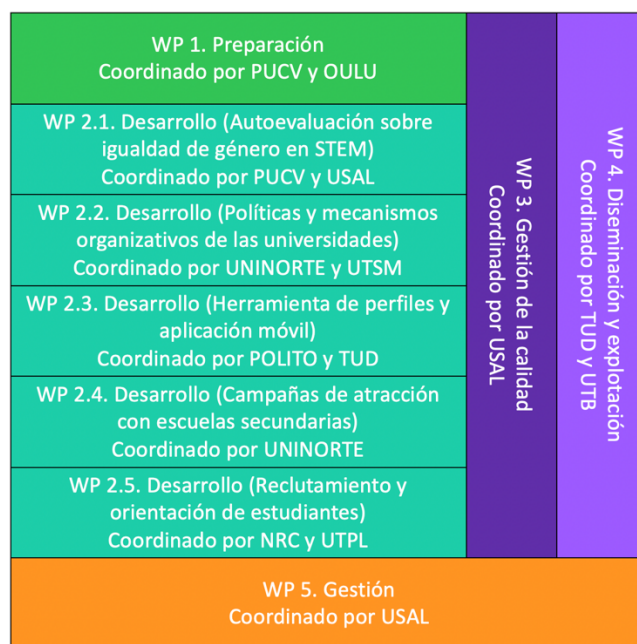 WP 1. Preparación
Coordinado por PUCV y OULU
WP 2.1. Desarrollo (Autoevaluación sobre
igualdad de género en STEM)
Coordinado por PUCV y USAL
WP 2.2. Desarrollo (Políticas y mecanismos
organizativos de las universidades)
Coordinado por UNINORTE y UTSM
WP 2.3. Desarrollo (Herramienta de perfiles y
aplicación móvil)
Coordinado por POLITO y TUD
WP 2.4. Desarrollo (Campañas de atracción
con escuelas secundarias)
Coordinado por UNINORTE
WP 2.5. Desarrollo (Reclutamiento y
orientación de estudiantes)
Coordinado por NRC y UTPL
WP 3. Gestión de la calidad
Coordinado por USAL
WP 4. Diseminación y explotación
Coordinado por TUD y UTB
WP 5. Gestión
Coordinado por USAL